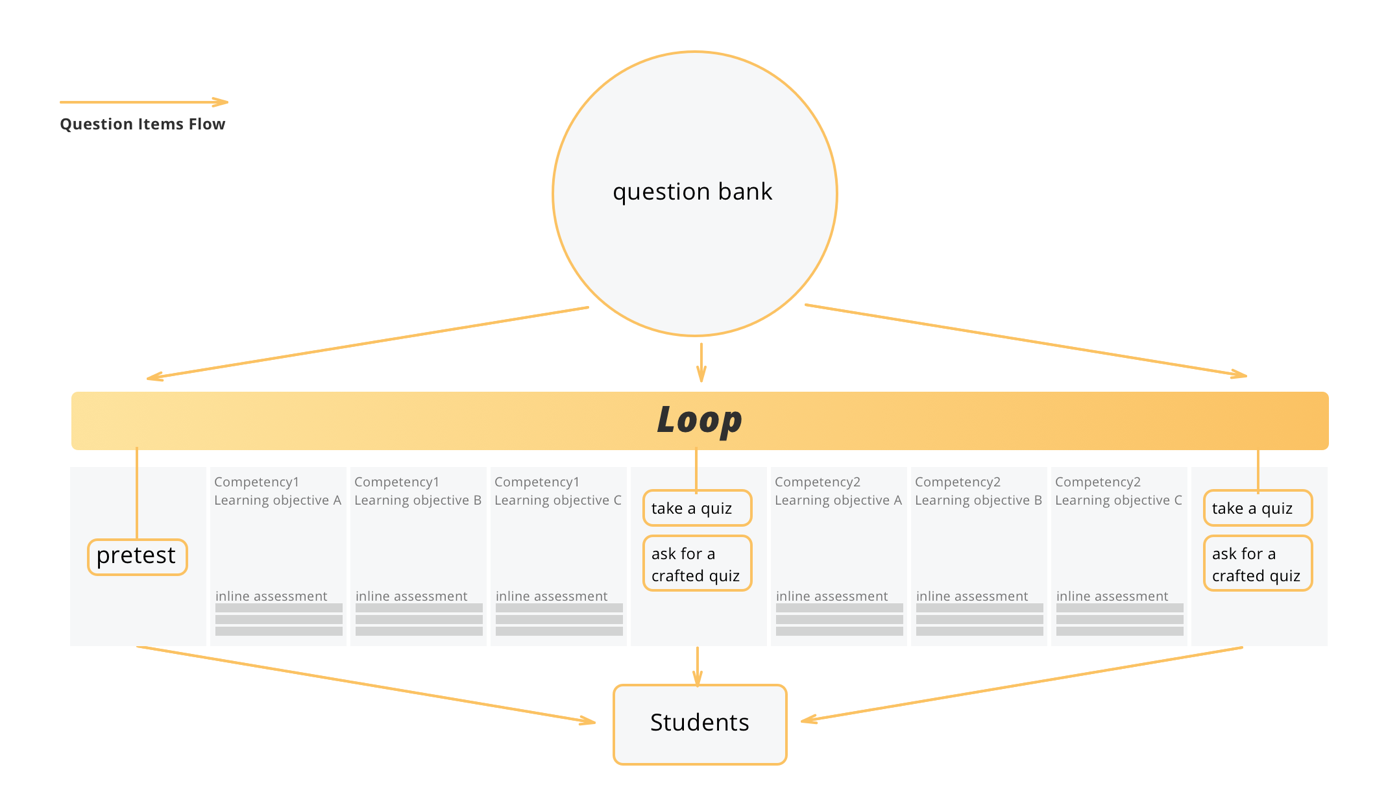 Question Items Flow
question bank
Loop
pretest
Competency1
Learning objective A
inline assessment
Competency1
Learning objective B
inline assessment
Competency1
Learning objective C
inline assessment
take a quiz
ask for a
crafted quiz
Competency2
Learning objective A
inline assessment
Competency2
Learning objective B
inline assessment
Competency2
Learning objective C
inline assessment
take a quiz
ask for a
crafted quiz
Students